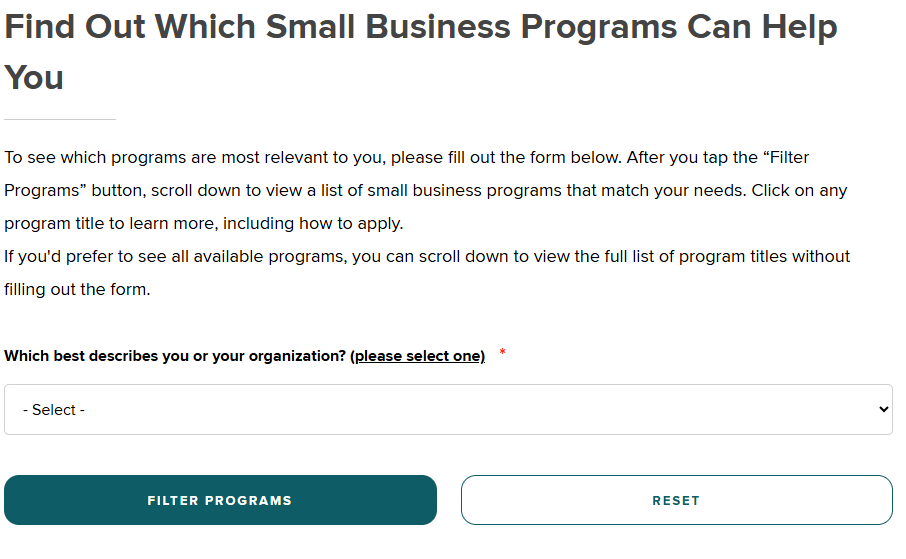 Find Out Which Small Business Programs Can Help
You
To see which programs are most relevant to you, please fill out the form below. After you tap the “Filter
Programs” button, scroll down to view a list of small business programs that match your needs. Click on any
program title to learn more, including how to apply.
If you'd prefer to see all available programs, you can scroll down to view the full list of program titles without
filling out the form.
Which best describes you or your organization? (please select one) *
- Select -
FILTER PROGRAMS
RESET